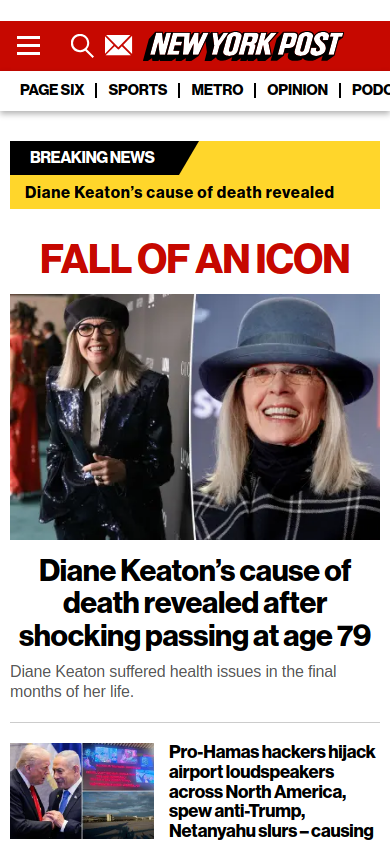 NEW YORK POST
PAGE SIX
SPORTS
METRO
OPINION
PODC
BREAKING NEWS
Diane Keaton’s cause of death revealed
FALL OF AN ICON
Diane Keaton’s cause of
death revealed after
shocking passing at age 79
Diane Keaton suffered health issues in the final
months of her life.
Pro-Hamas hackers hijack
airport loudspeakers
across North America,
spew anti-Trump,
Netanyahu slurs – causing